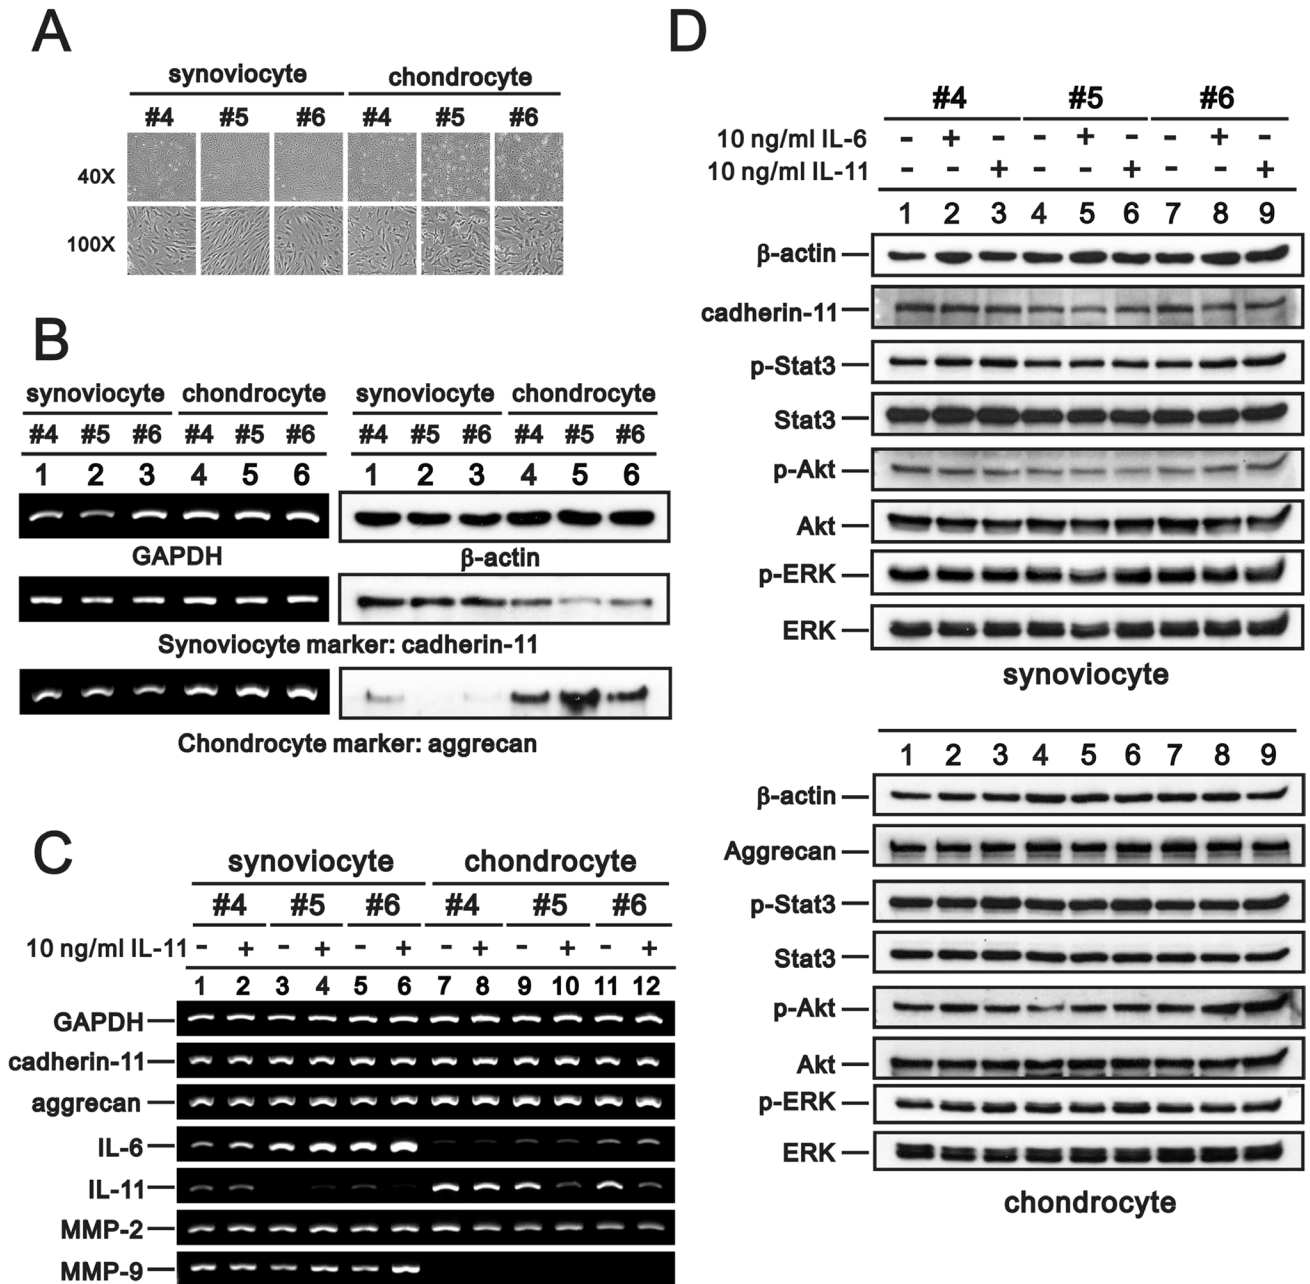 A
synoviocyte chondrocyte
#4 #5 #6 #4 #5 #6
40X
100X
B
synoviocyte chondrocyte synoviocyte chondrocyte
#4 #5 #6 #4 #5 #6 #4 #5 #6 #4 #5 #6
1 2 3 4 5 6 1 2 3 4 5 6
GAPDH β-actin
Synoviocyte marker: cadherin-11
Chondrocyte marker: aggrecan
C
synoviocyte chondrocyte
#4 #5 #6 #4 #5 #6
10 ng/ml IL-11 - + - + - + - + - + - +
1 2 3 4 5 6 7 8 9 10 11 12
GAPDH
cadherin-11
aggrecan
IL-6
IL-11
MMP-2
MMP-9
D
#4 #5 #6
10 ng/ml IL-6 - + - - + - - + -
10 ng/ml IL-11 - - + - - + - - +
1 2 3 4 5 6 7 8 9
β-actin
cadherin-11
p-Stat3
Stat3
p-Akt
Akt
p-ERK
ERK
synoviocyte
1 2 3 4 5 6 7 8 9
β-actin
Aggrecan
p-Stat3
Stat3
p-Akt
Akt
p-ERK
ERK
chondrocyte